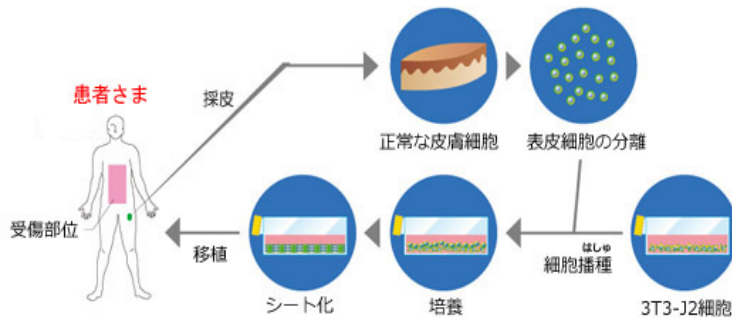 患者さま
採皮
正常な皮膚細胞
表皮細胞の分離
受傷部位
移植
シート化
培養
はしゅ
細胞播種
3T3-J2細胞